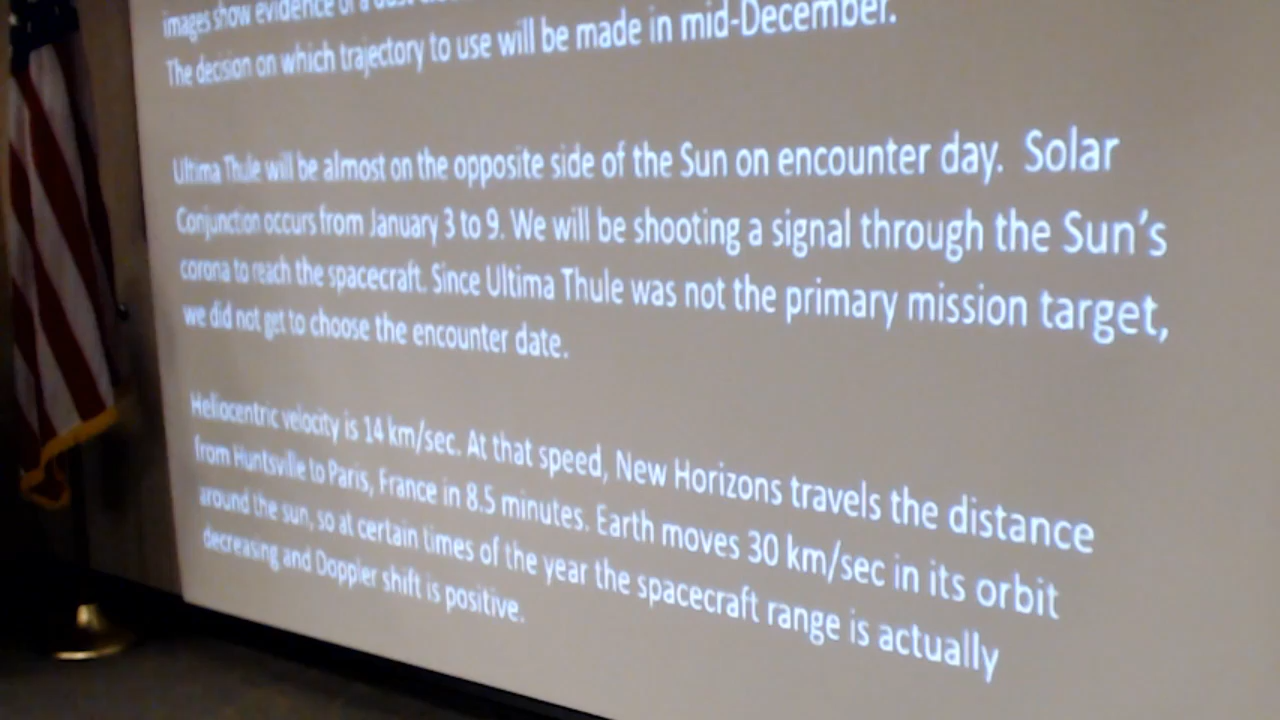 images show evidence of a dust
The decision on which trajectory to use will be made in mid-December.
Ultima Thule will be almost on the opposite side of the Sun on encounter day. Solar
Conjunction occurs from January 3 to 9. We will be shooting a signal through the Sun's
corona to reach the spacecraft. Since Ultima Thule was not the primary mission target,
we did not get to choose the encounter date.
Heliocentric velocity is 14 km/sec. At that speed, New Horizons travels the distance
from Huntsville to Paris, France in 8.5 minutes. Earth moves 30 km/sec in its orbit
around the sun, so at certain times of the year the spacecraft range is actually
decreasing and Doppler shift is positive.